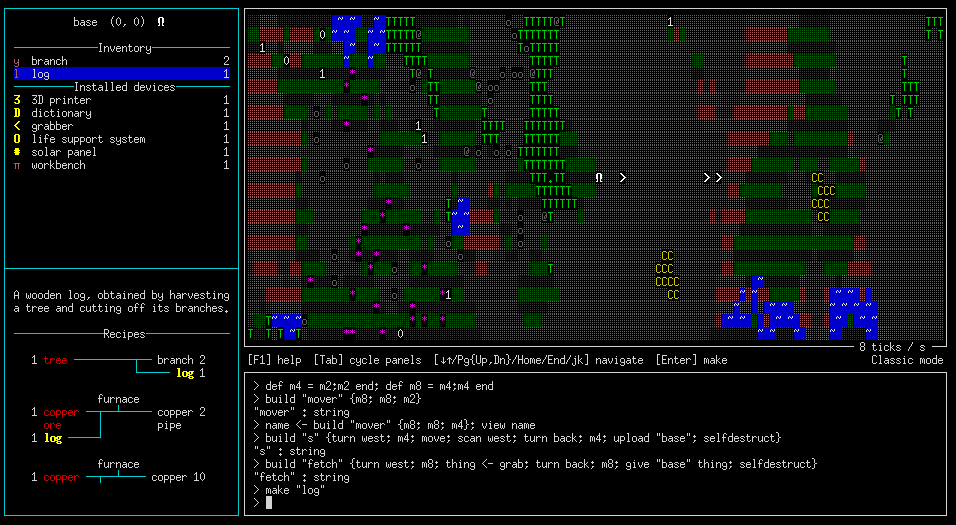 base (0, 0) Ω
Inventory
y branch 2
l log 1
Installed devices
3 3D printer 1
D dictionary 1
< grabber 1
O life support system 1
# solar panel 1
π workbench 1
A wooden log, obtained by harvesting
a tree and cutting off its branches.
Recipes
1 tree branch 2
log 1
furnace
1 copper copper 2
ore pipe
1 log
furnace
1 copper copper 10
8 ticks / s
[F1] help [Tab] cycle panels [↓↑/Pg{Up,Dn}/Home/End/jk] navigate [Enter] make Classic mode
> def m4 = m2;m2 end; def m8 = m4;m4 end
> build "mover" {m8; m8; m2}
"mover" : string
> name <- build "mover" {m8; m8; m4}; view name
> build "s" {turn west; m4; move; scan west; turn back; m4; upload "base"; selfdestruct}
"s" : string
> build "fetch" {turn west; m8; thing <- grab; turn back; m8; give "base" thing; selfdestruct}
"fetch" : string
> make "log"
>